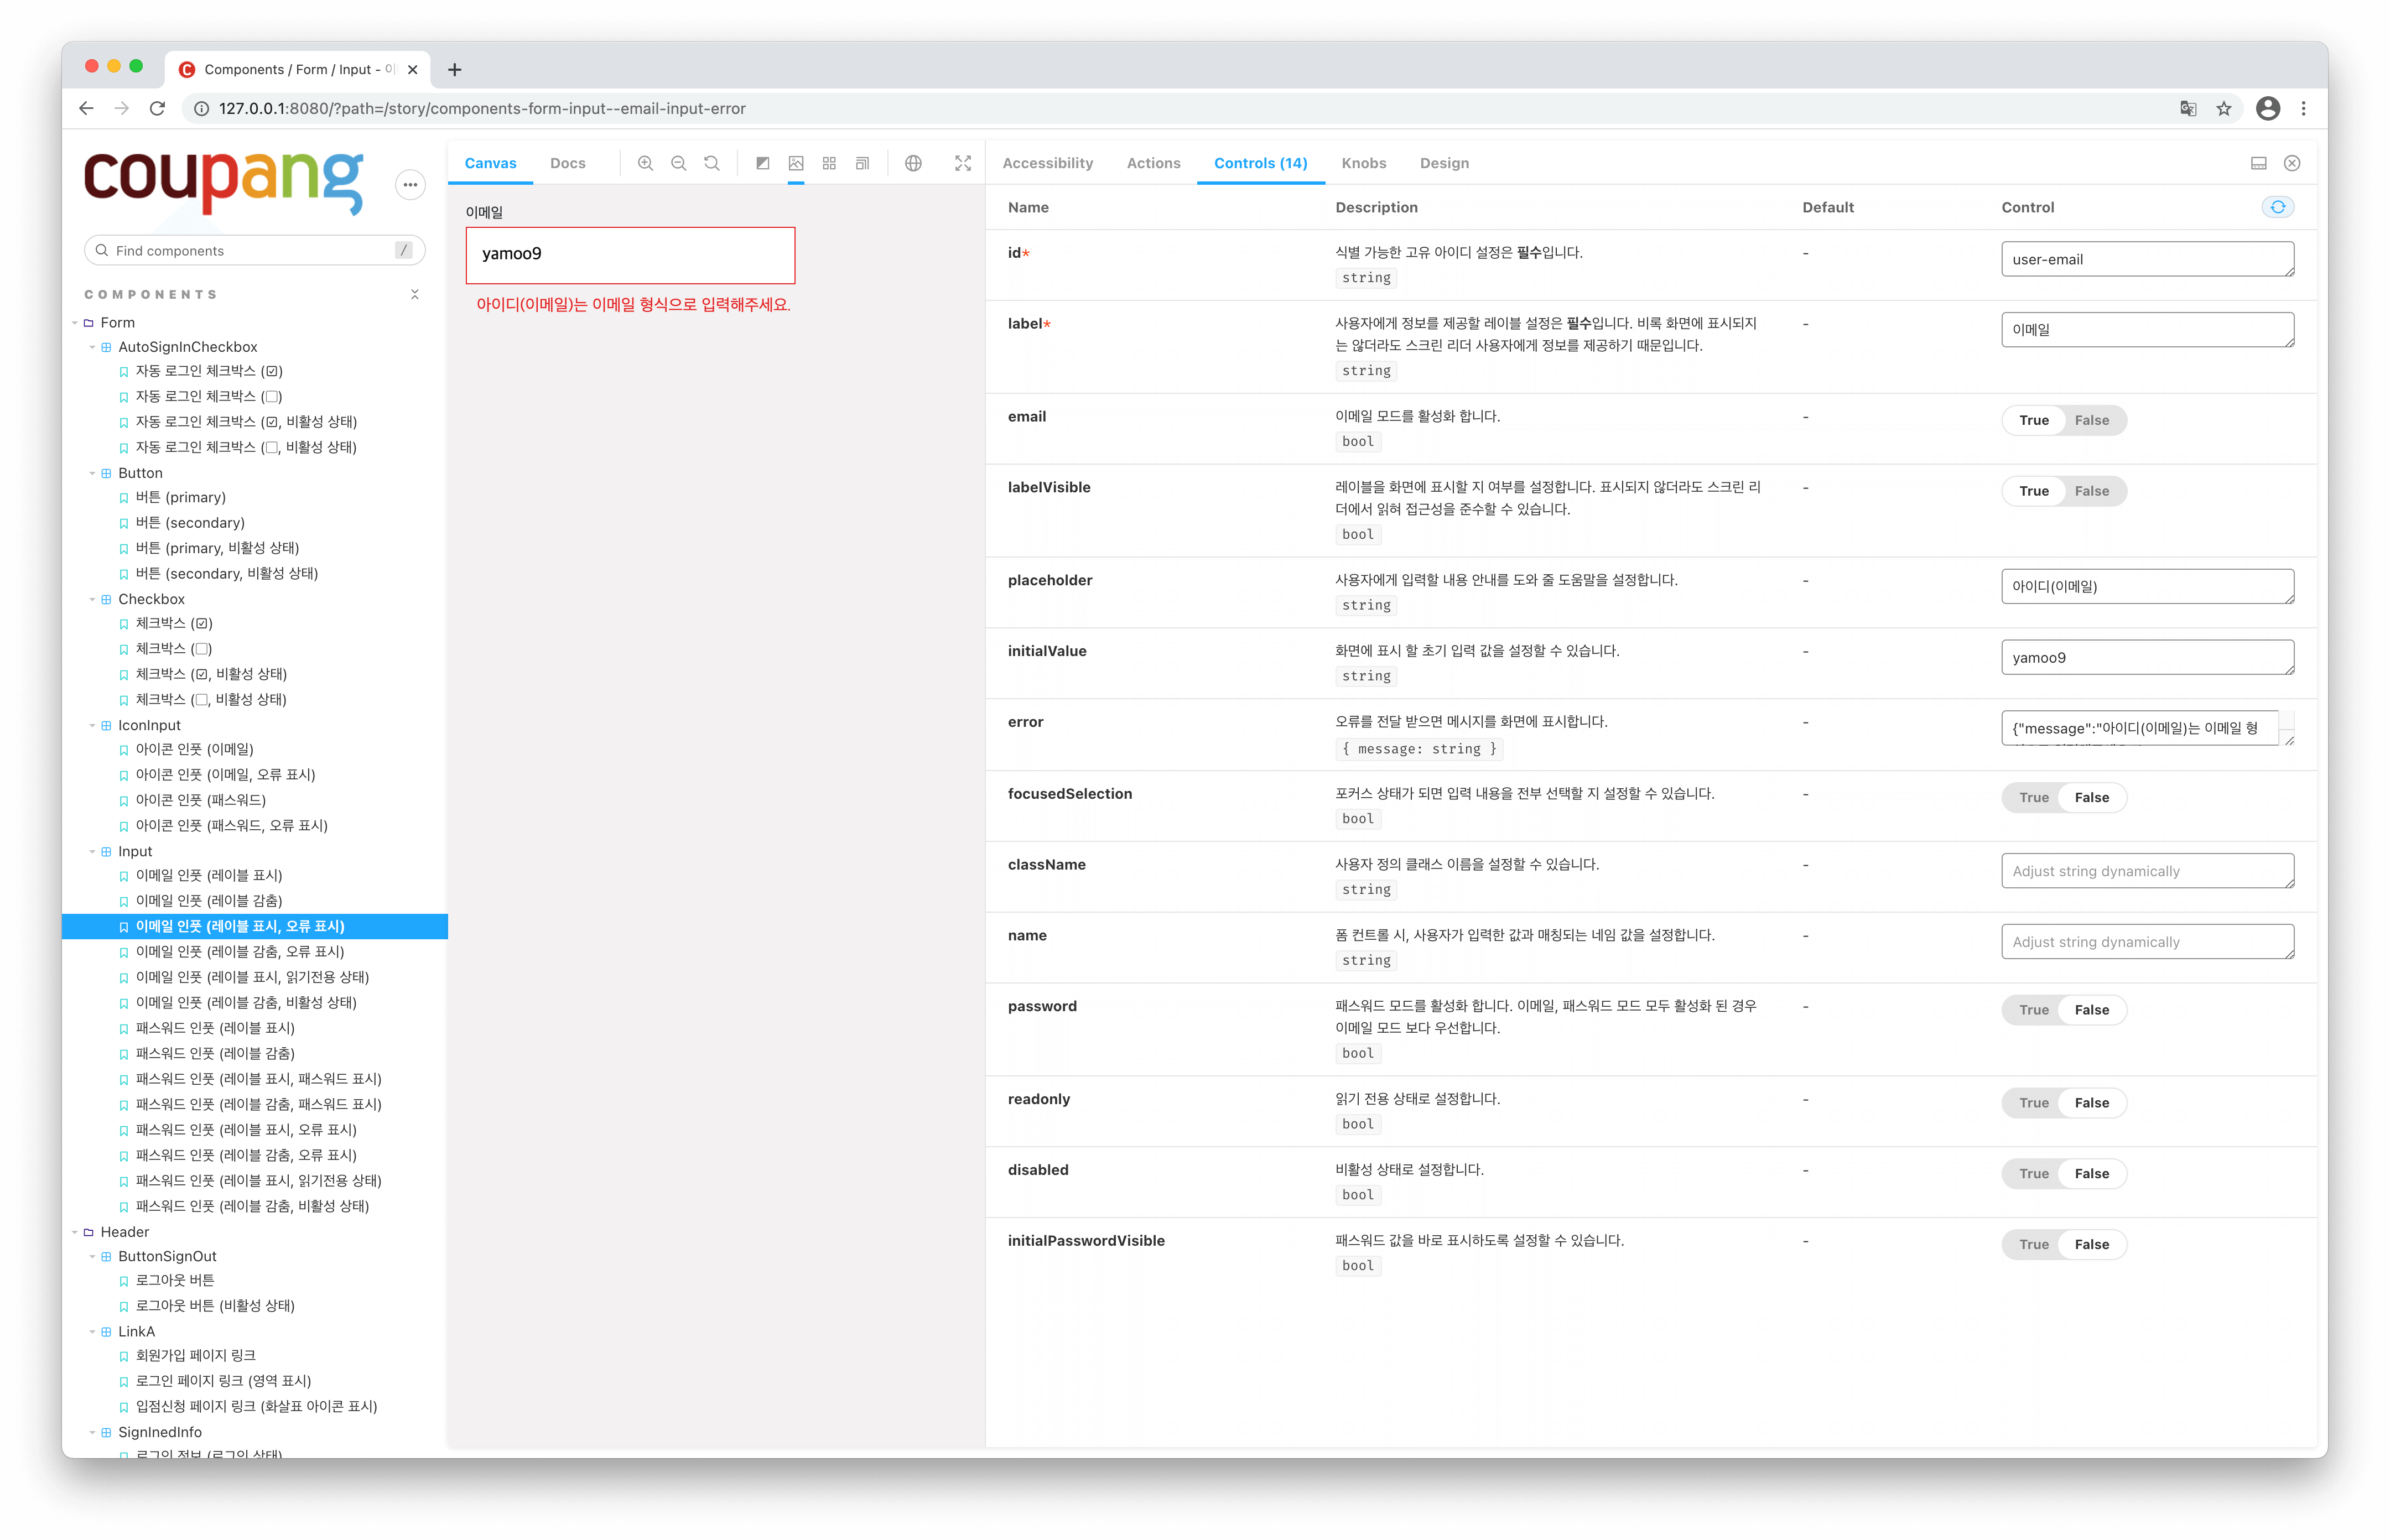 Components / Form / Input - 이
127.0.0.1:8080/?path=/story/components-form-input--email-input-error
coupang
Find components
/
COMPONENTS
Form
AutoSignInCheckbox
자동 로그인 체크박스 (☑)
자동 로그인 체크박스 (☐)
자동 로그인 체크박스 (☑, 비활성 상태)
자동 로그인 체크박스 (☐, 비활성 상태)
Button
버튼 (primary)
버튼 (secondary)
버튼 (primary, 비활성 상태)
버튼 (secondary, 비활성 상태)
Checkbox
체크박스 (☑)
체크박스 (☐)
체크박스 (☑, 비활성 상태)
체크박스 (☐, 비활성 상태)
IconInput
아이콘 인풋 (이메일)
아이콘 인풋 (이메일, 오류 표시)
아이콘 인풋 (패스워드)
아이콘 인풋 (패스워드, 오류 표시)
Input
이메일 인풋 (레이블 표시)
이메일 인풋 (레이블 감춤)
이메일 인풋 (레이블 표시, 오류 표시)
이메일 인풋 (레이블 감춤, 오류 표시)
이메일 인풋 (레이블 표시, 읽기전용 상태)
이메일 인풋 (레이블 감춤, 비활성 상태)
패스워드 인풋 (레이블 표시)
패스워드 인풋 (레이블 감춤)
패스워드 인풋 (레이블 표시, 패스워드 표시)
패스워드 인풋 (레이블 감춤, 패스워드 표시)
패스워드 인풋 (레이블 표시, 오류 표시)
패스워드 인풋 (레이블 감춤, 오류 표시)
패스워드 인풋 (레이블 표시, 읽기전용 상태)
패스워드 인풋 (레이블 감춤, 비활성 상태)
Header
ButtonSignOut
로그아웃 버튼
로그아웃 버튼 (비활성 상태)
LinkA
회원가입 페이지 링크
로그인 페이지 링크 (영역 표시)
입점신청 페이지 링크 (화살표 아이콘 표시)
SignInedInfo
로그인 정보 (로그인 상태)
Canvas Docs
이메일
yamoo9
아이디(이메일)는 이메일 형식으로 입력해주세요.
Accessibility Actions Controls (14) Knobs Design
Name Description Default Control
id* 식별 가능한 고유 아이디 설정은 필수입니다. - user-email
string
label* 사용자에게 정보를 제공할 레이블 설정은 필수입니다. 비록 화면에 표시되지 - 이메일
는 않더라도 스크린 리더 사용자에게 정보를 제공하기 때문입니다.
string
email 이메일 모드를 활성화 합니다. - True False
bool
labelVisible 레이블을 화면에 표시할 지 여부를 설정합니다. 표시되지 않더라도 스크린 리 - True False
더에서 읽혀 접근성을 준수할 수 있습니다.
bool
placeholder 사용자에게 입력할 내용 안내를 도와 줄 도움말을 설정합니다. - 아이디(이메일)
string
initialValue 화면에 표시 할 초기 입력 값을 설정할 수 있습니다. - yamoo9
string
error 오류를 전달 받으면 메시지를 화면에 표시합니다. - {"message":"아이디(이메일)는 이메일 형
{ message: string }
focusedSelection 포커스 상태가 되면 입력 내용을 전부 선택할 지 설정할 수 있습니다. - True False
bool
className 사용자 정의 클래스 이름을 설정할 수 있습니다. - Adjust string dynamically
string
name 폼 컨트롤 시, 사용자가 입력한 값과 매칭되는 네임 값을 설정합니다. - Adjust string dynamically
string
password 패스워드 모드를 활성화 합니다. 이메일, 패스워드 모드 모두 활성화 된 경우 - True False
이메일 모드 보다 우선합니다.
bool
readonly 읽기 전용 상태로 설정합니다. - True False
bool
disabled 비활성 상태로 설정합니다. - True False
bool
initialPasswordVisible 패스워드 값을 바로 표시하도록 설정할 수 있습니다. - True False
bool